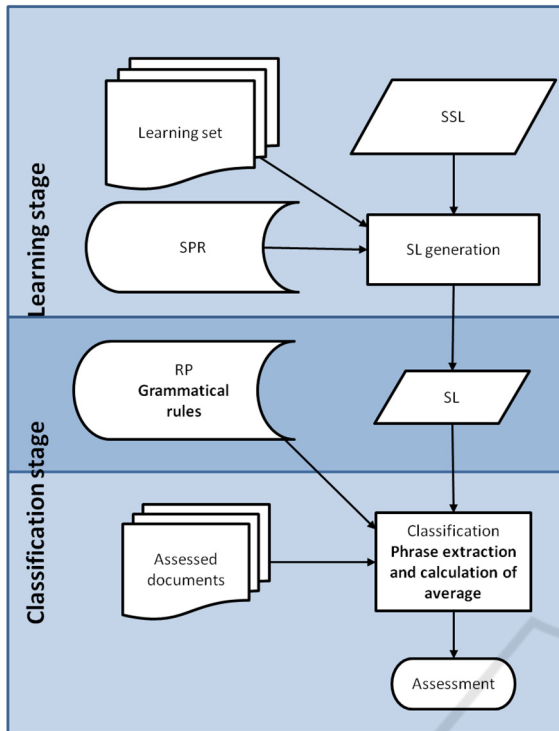 Learning stage
Learning set
SSL
SPR
SL generation
Classification stage
RP
Grammatical
rules
SL
Assessed
documents
Classification
Phrase extraction
and calculation of
average
Assessment